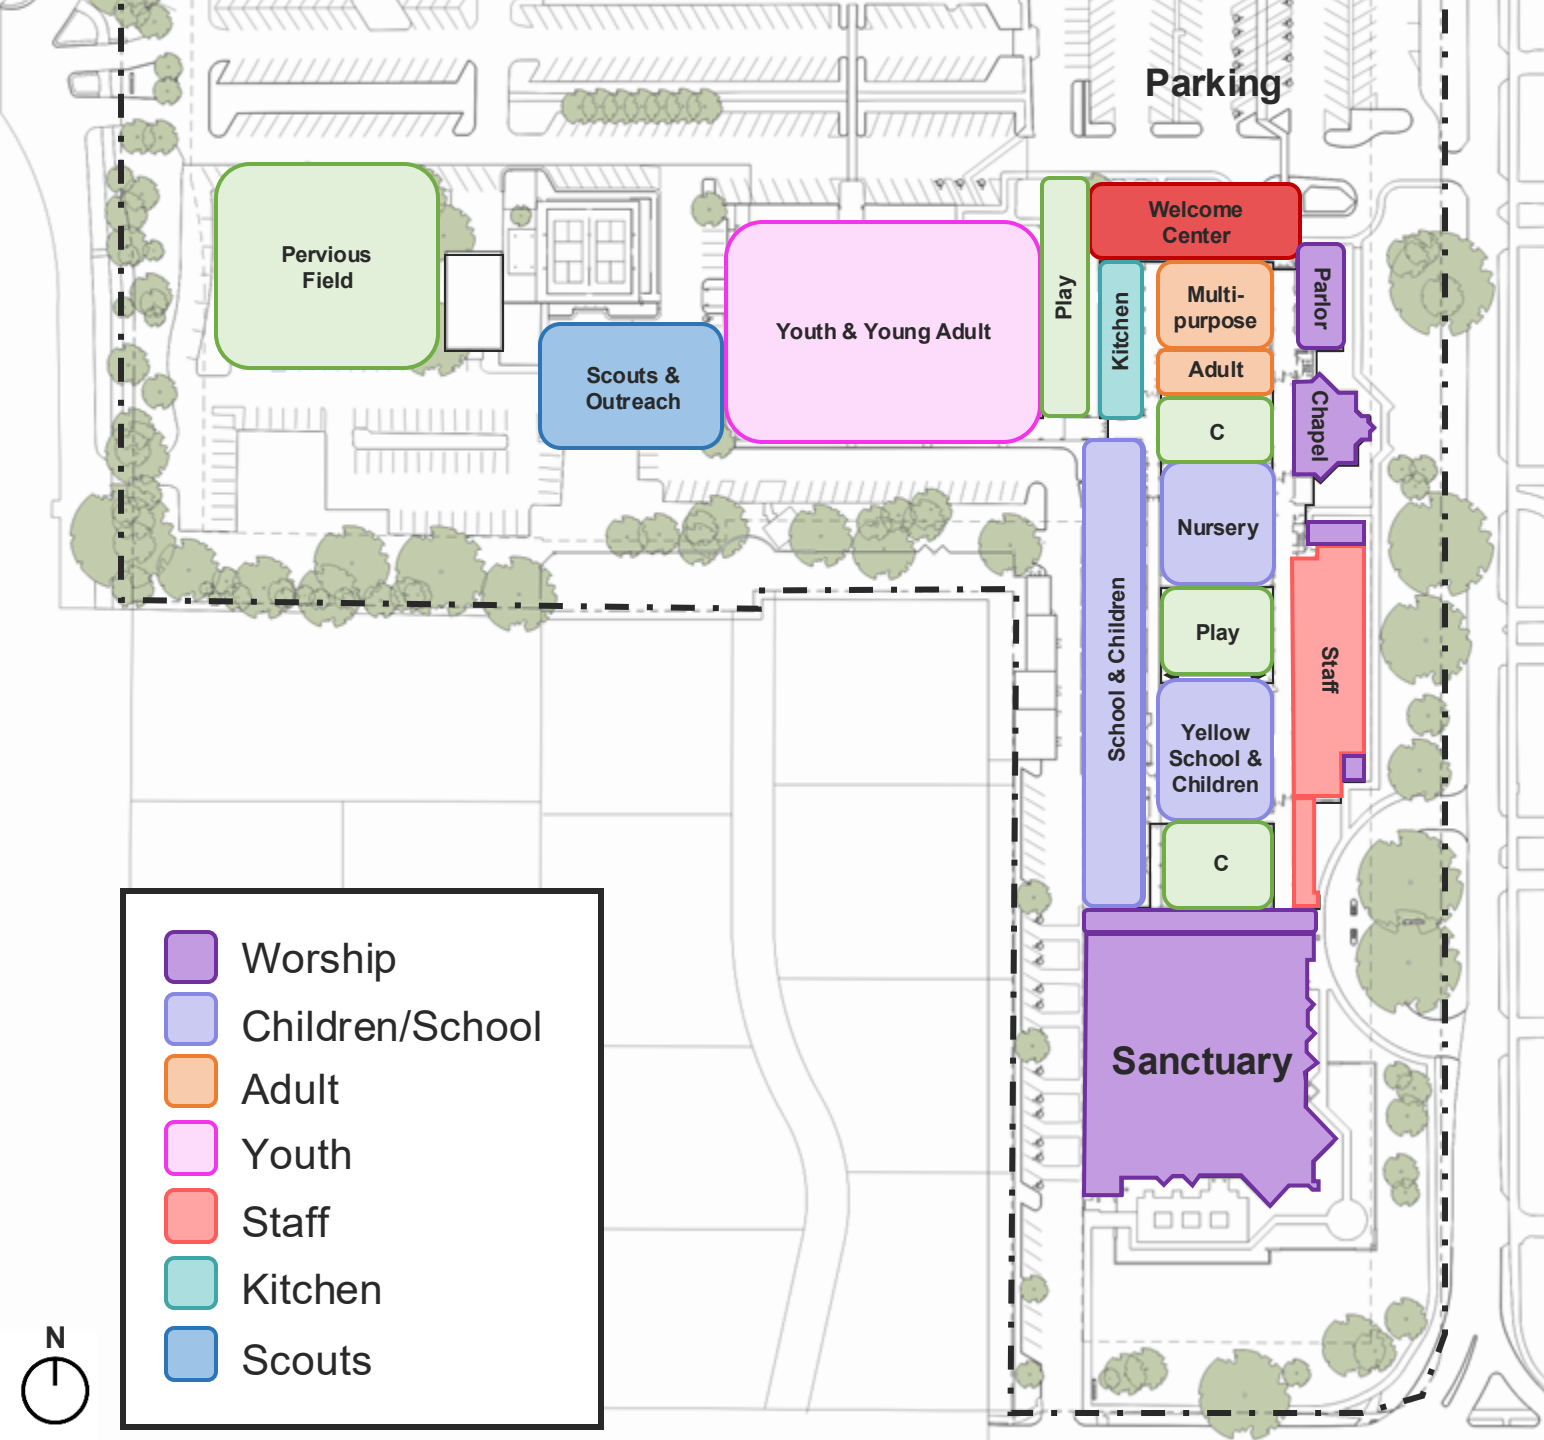 Parking
Welcome
Center
Pervious
Field
Play
Kitchen
Multi-
purpose
Parlor
Youth & Young Adult
Scouts &
Outreach
Adult
Chapel
C
Nursery
School & Children
Play
Staff
Yellow
School &
Children
C
Sanctuary
Worship
Children/School
Adult
Youth
Staff
Kitchen
Scouts
N